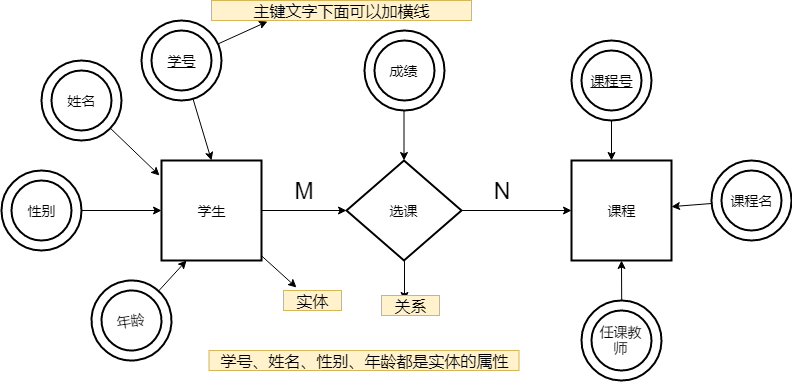 主键文字下面可以加横线
学号
成绩
课程号
姓名
性别
学生
M
选课
N
课程
课程名
实体
关系
年龄
任课教
师
学号、姓名、性别、年龄都是实体的属性